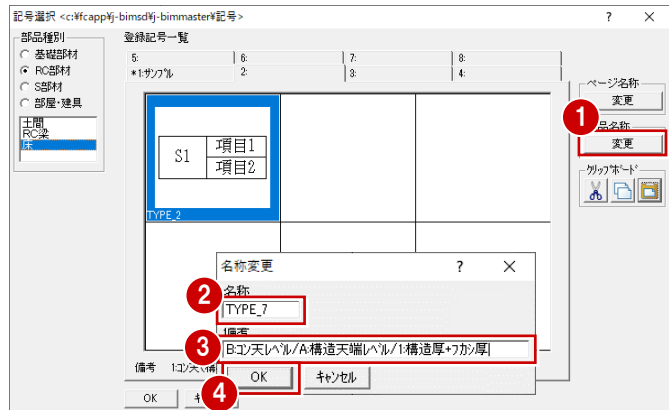 記号選択 <c:¥fcapp¥j-bimsd¥j-bimmaster¥記号>
? ×
部品種別
基礎部材
RC部材
S部材
部屋・建具
土間
RC梁
床
登録記号一覧
5: 6: 7: 8:
*1:サンプル 2: 3: 4:
S1 項目1
項目2
TYPE_2
ページ名称
変更
1
品名称
変更
クリップボード
名称変更 ? ×
2
名称
TYPE_7
備考
3
B:コン天レベル/A:構造天端レベル/1:構造厚+フカシ厚
4
OK キャンセル
備考 1:コン天
OK キ